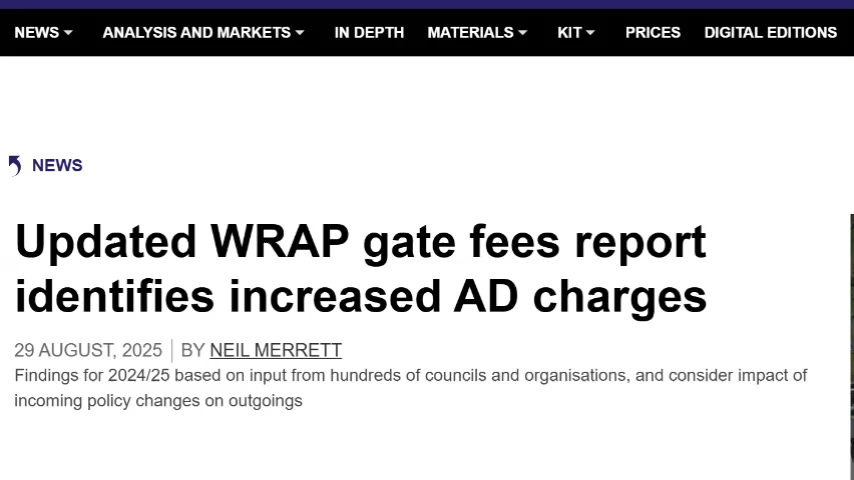 NEWS ANALYSIS AND MARKETS IN DEPTH MATERIALS KIT PRICES DIGITAL EDITIONS
NEWS
Updated WRAP gate fees report
identifies increased AD charges
29 AUGUST, 2025 BY NEIL MERRETT
Findings for 2024/25 based on input from hundreds of councils and organisations, and consider impact of
incoming policy changes on outgoings